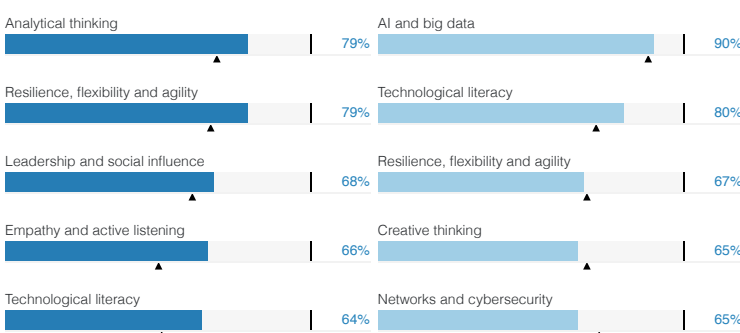 Analytical thinking
79%
Resilience, flexibility and agility
79%
Leadership and social influence
68%
Empathy and active listening
66%
Technological literacy
64%
AI and big data
90%
Technological literacy
80%
Resilience, flexibility and agility
67%
Creative thinking
65%
Networks and cybersecurity
65%